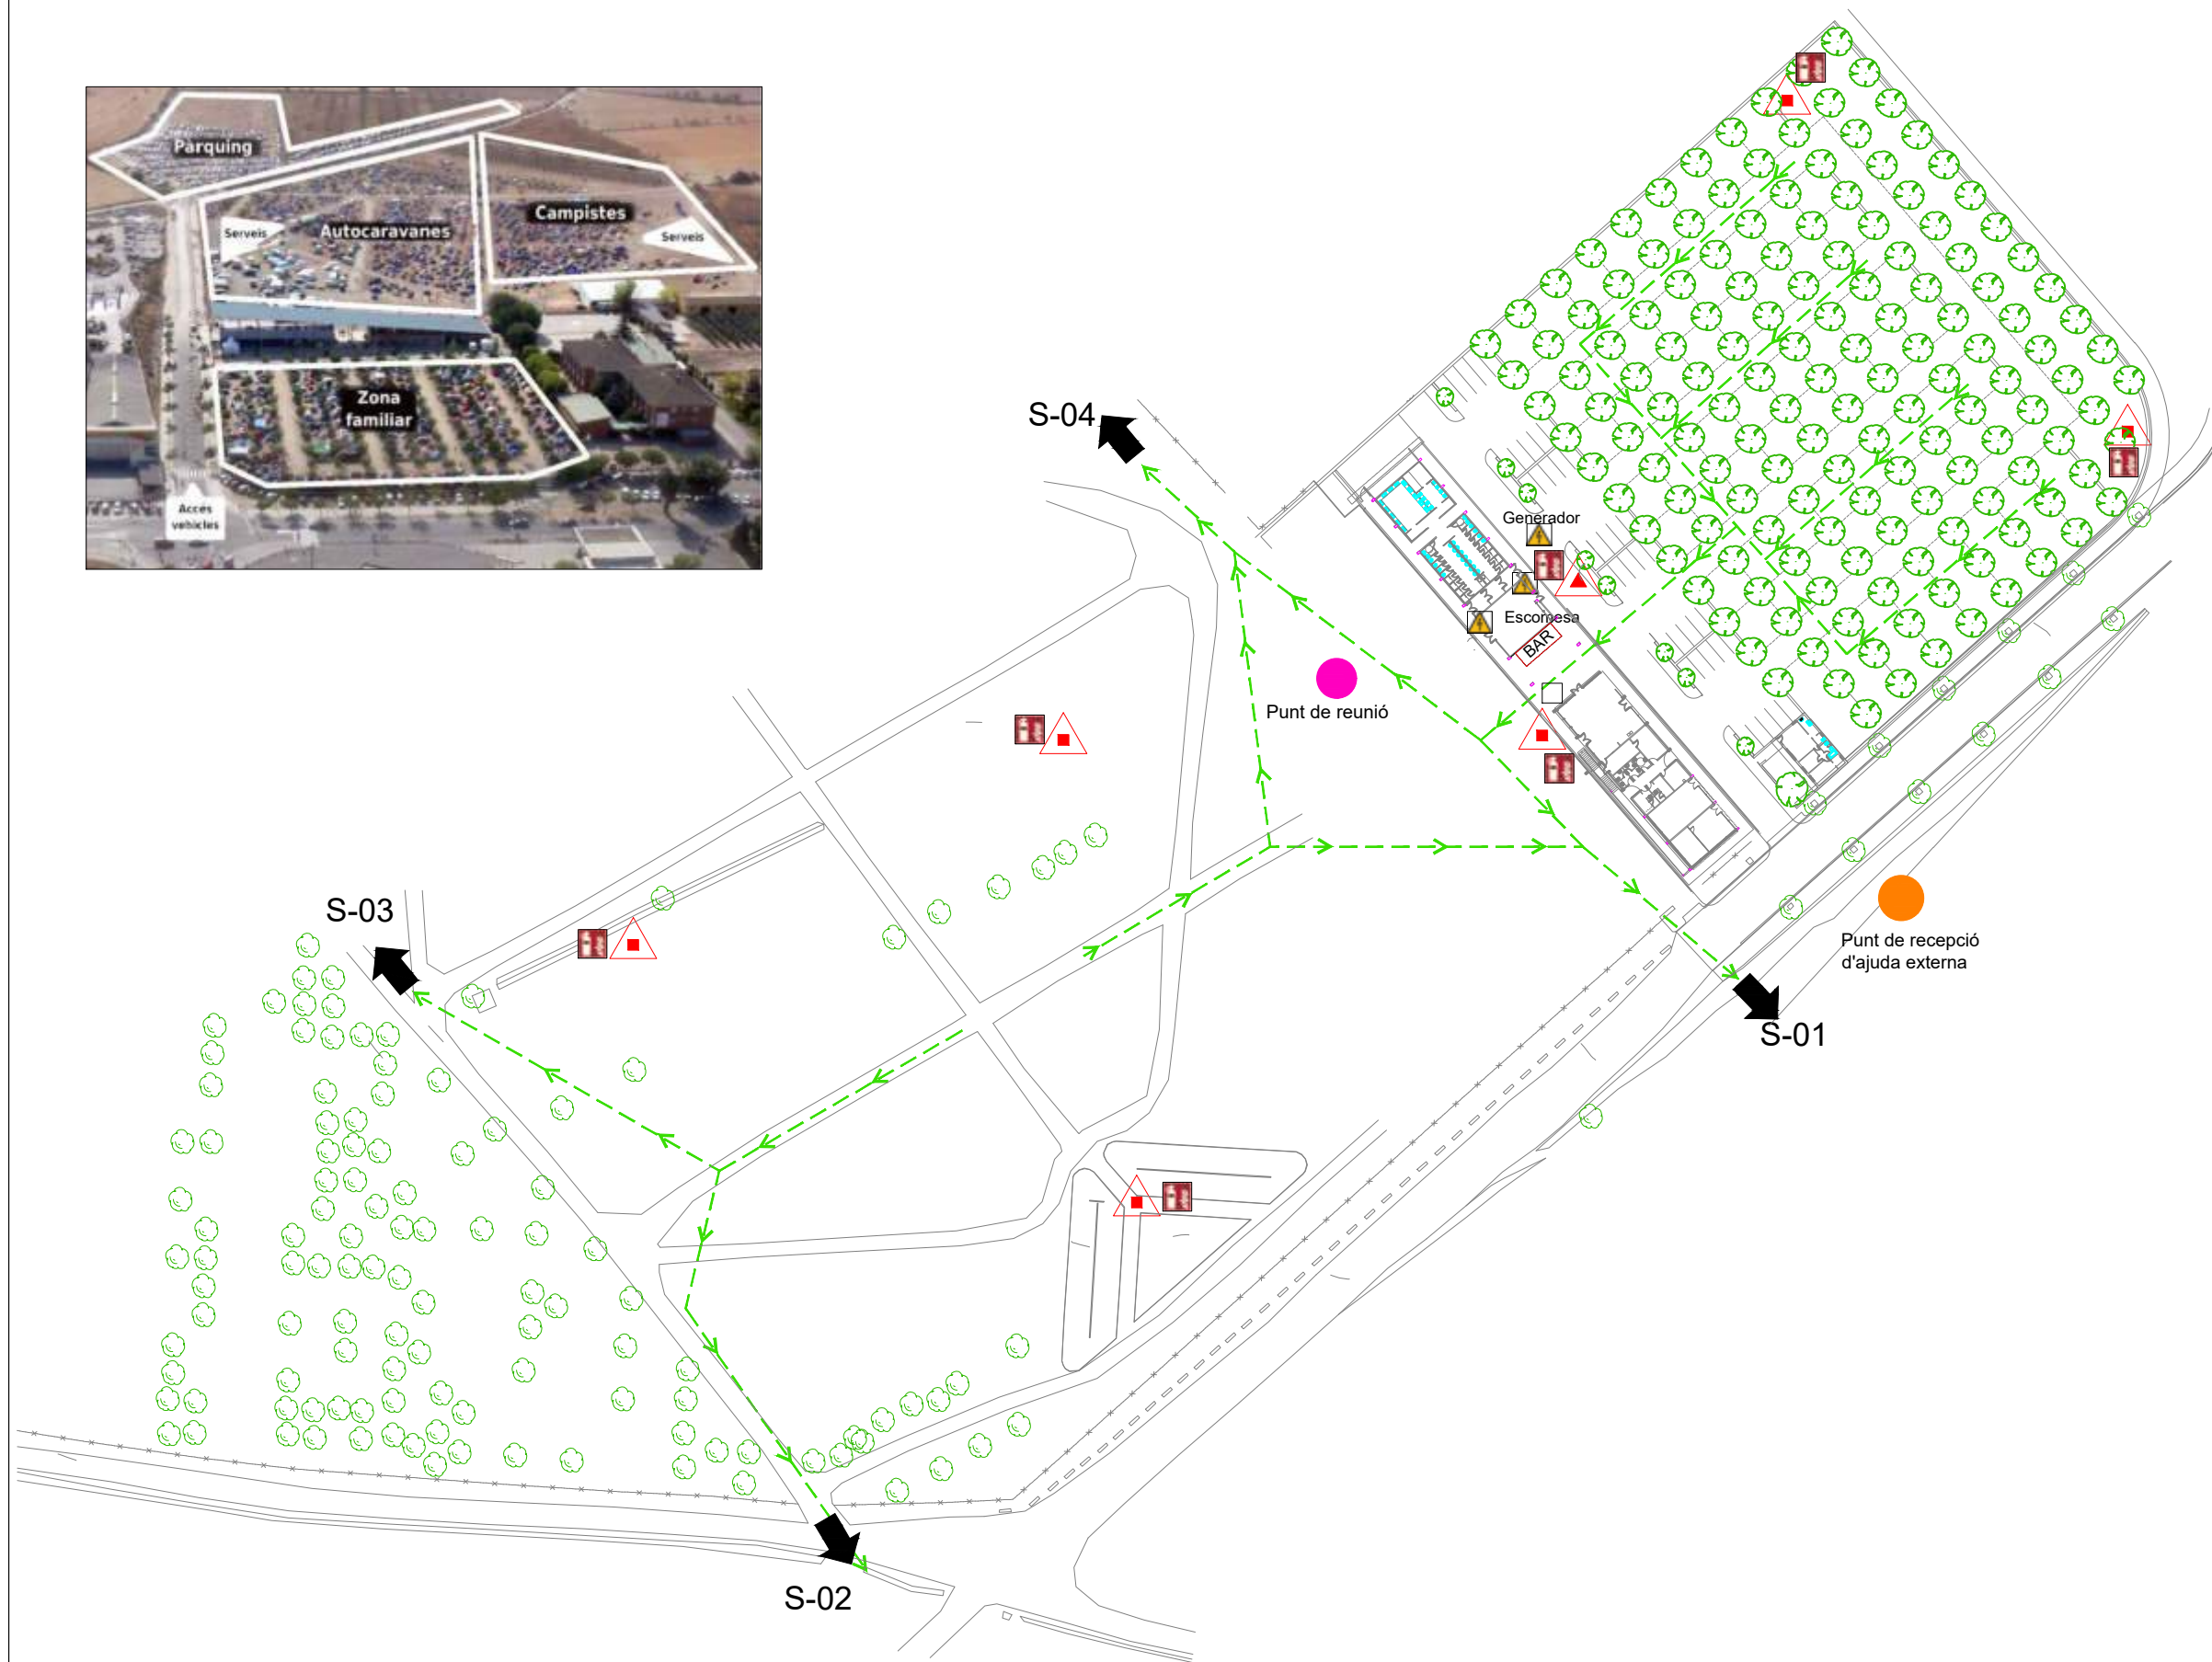 Parquing
Serveis
Autocaravanes
Campistes
Serveis
Zona
familiar
Acces
vehicles
S-04
Generador
Escomesa
BAR
Punt de reunió
S-03
Punt de recepció
d'ajuda externa
S-01
S-02